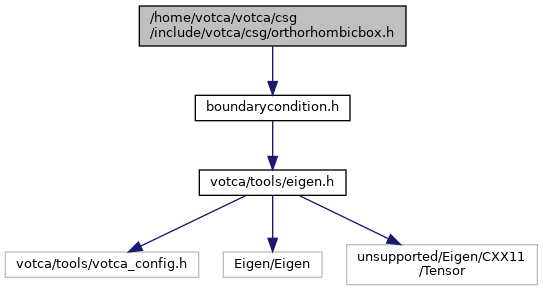 /home/votca/votca/csg
/include/votca/csg/orthorhombicbox.h
boundarycondition.h
votca/tools/eigen.h
votca/tools/votca_config.h
Eigen/Eigen
unsupported/Eigen/CXX11
/Tensor